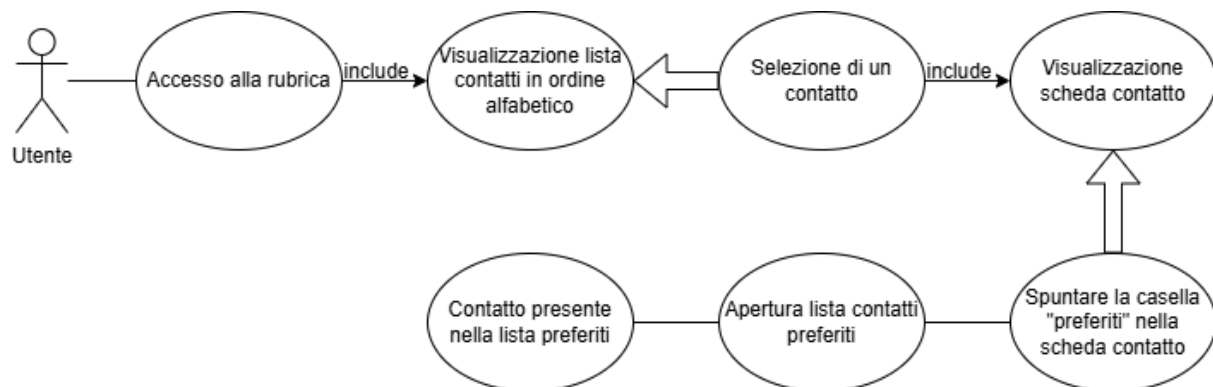 Utente
Accesso alla rubrica
include
Visualizzazione lista
contatti in ordine
alfabetico
Selezione di un
contatto
include
Visualizzazione
scheda contatto
Contatto presente
nella lista preferiti
Apertura lista contatti
preferiti
Spuntare la casella
"preferiti" nella
scheda contatto